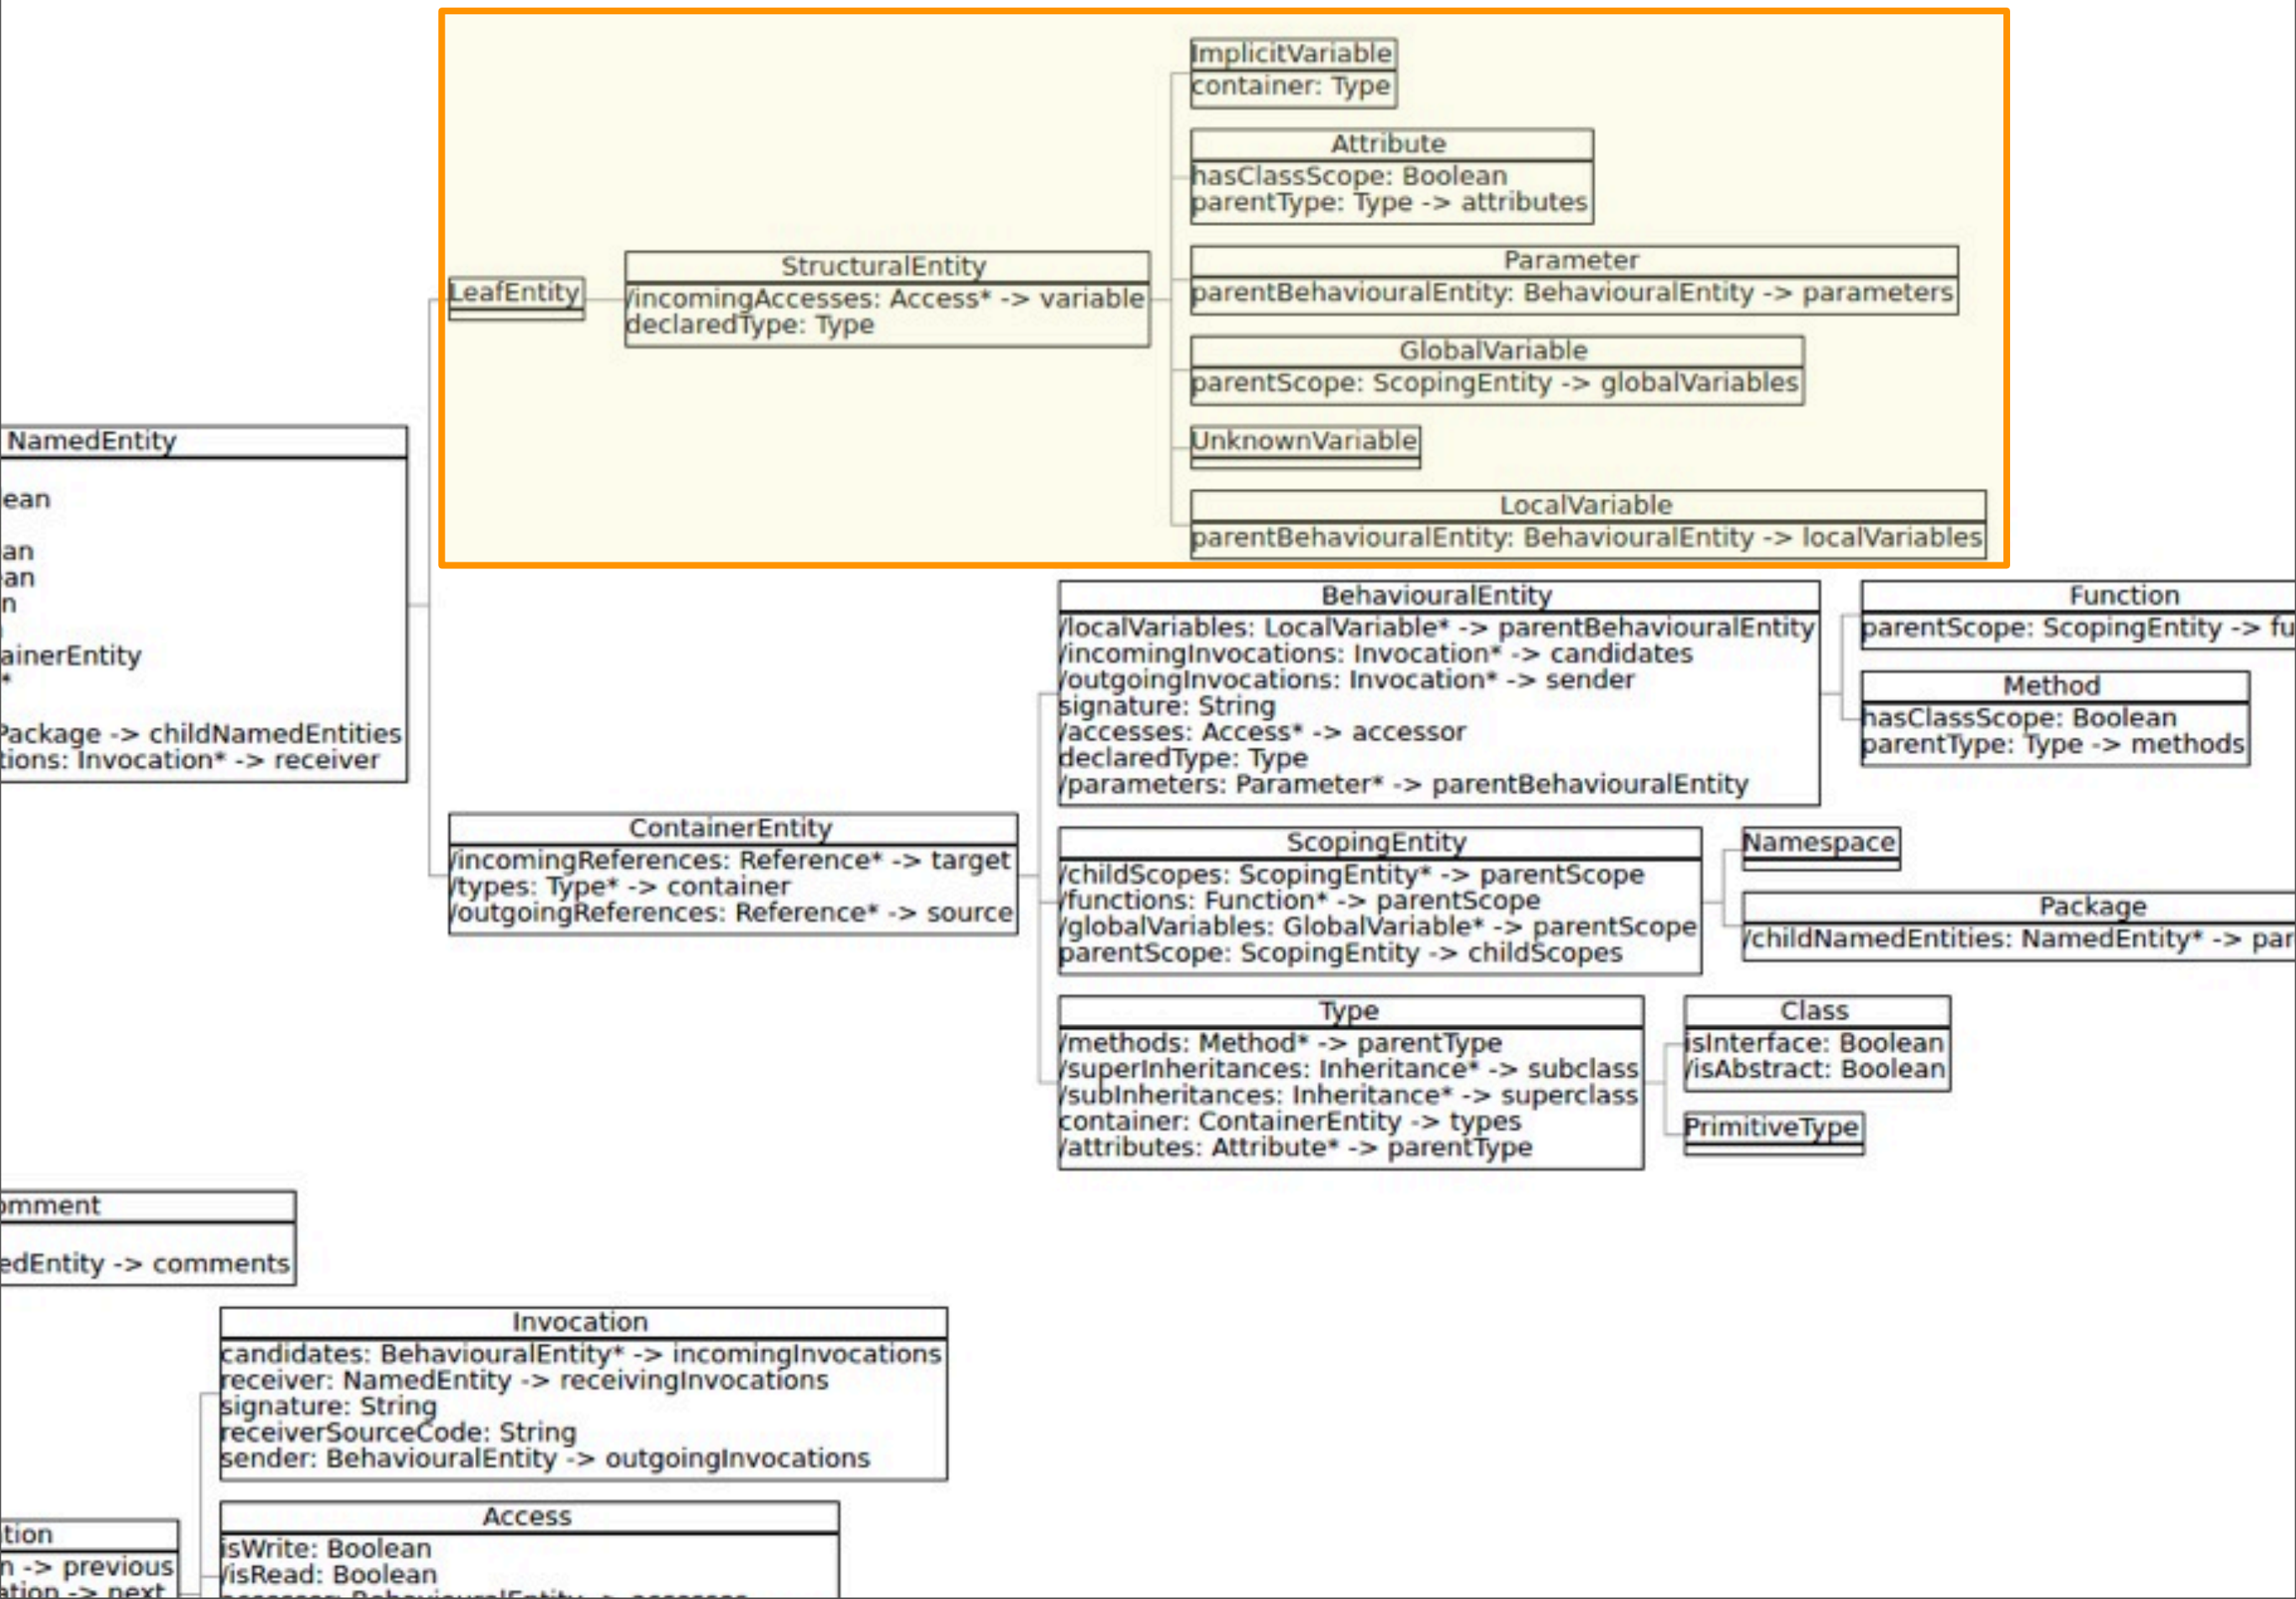 ImplicitVariable
container: Type
Attribute
hasClassScope: Boolean
parentType: Type -> attributes
LeafEntity
StructuralEntity
/incomingAccesses: Access* -> variable
declaredType: Type
Parameter
parentBehaviouralEntity: BehaviouralEntity -> parameters
GlobalVariable
parentScope: ScopingEntity -> globalVariables
UnknownVariable
LocalVariable
parentBehaviouralEntity: BehaviouralEntity -> localVariables
NamedEntity
ean
an
an
n
ainerEntity
*
Package -> childNamedEntities
tions: Invocation* -> receiver
BehaviouralEntity
/localVariables: LocalVariable* -> parentBehaviouralEntity
/incomingInvocations: Invocation* -> candidates
/outgoingInvocations: Invocation* -> sender
signature: String
/accesses: Access* -> accessor
declaredType: Type
/parameters: Parameter* -> parentBehaviouralEntity
Function
parentScope: ScopingEntity -> fu
Method
hasClassScope: Boolean
parentType: Type -> methods
ContainerEntity
/incomingReferences: Reference* -> target
/types: Type* -> container
/outgoingReferences: Reference* -> source
ScopingEntity
/childScopes: ScopingEntity* -> parentScope
/functions: Function* -> parentScope
/globalVariables: GlobalVariable* -> parentScope
parentScope: ScopingEntity -> childScopes
Namespace
Package
/childNamedEntities: NamedEntity* -> par
Type
/methods: Method* -> parentType
/superInheritances: Inheritance* -> subclass
/subInheritances: Inheritance* -> superclass
container: ContainerEntity -> types
/attributes: Attribute* -> parentType
Class
isInterface: Boolean
/isAbstract: Boolean
PrimitiveType
omment
edEntity -> comments
Invocation
candidates: BehaviouralEntity* -> incomingInvocations
receiver: NamedEntity -> receivingInvocations
signature: String
receiverSourceCode: String
sender: BehaviouralEntity -> outgoingInvocations
tion
n -> previous
ation -> next
Access
isWrite: Boolean
/isRead: Boolean